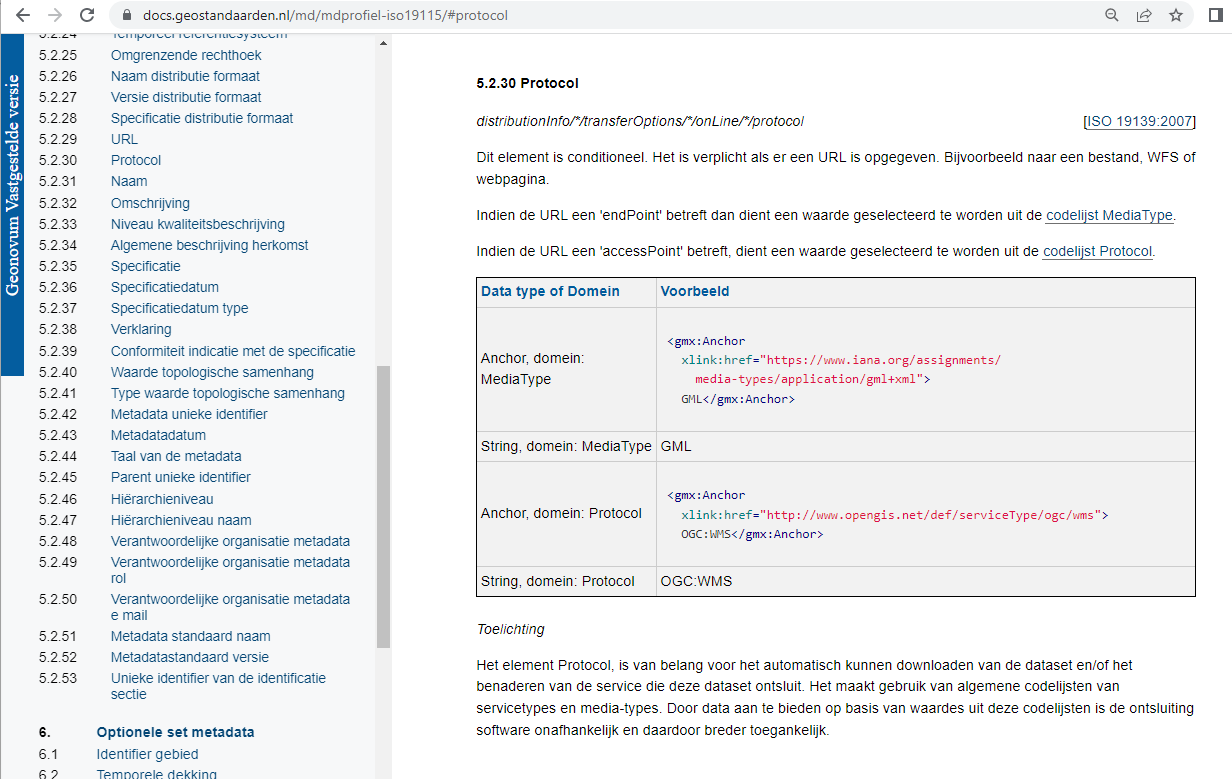 docs.geostandaarden.nl/md/mdprofiel-iso19115/#protocol
Geonovum Vastgestelde versie
5.2.24 Temporeel referentiesysteem
5.2.25 Omgrenzende rechthoek
5.2.26 Naam distributie formaat
5.2.27 Versie distributie formaat
5.2.28 Specificatie distributie formaat
5.2.29 URL
5.2.30 Protocol
5.2.31 Naam
5.2.32 Omschrijving
5.2.33 Niveau kwaliteitsbeschrijving
5.2.34 Algemene beschrijving herkomst
5.2.35 Specificatie
5.2.36 Specificatiedatum
5.2.37 Specificatiedatum type
5.2.38 Verklaring
5.2.39 Conformiteit indicatie met de specificatie
5.2.40 Waarde topologische samenhang
5.2.41 Type waarde topologische samenhang
5.2.42 Metadata unieke identifier
5.2.43 Metadatadatum
5.2.44 Taal van de metadata
5.2.45 Parent unieke identifier
5.2.46 Hiërarchieniveau
5.2.47 Hiërarchieniveau naam
5.2.48 Verantwoordelijke organisatie metadata
5.2.49 Verantwoordelijke organisatie metadata
rol
5.2.50 Verantwoordelijke organisatie metadata
e mail
5.2.51 Metadata standaard naam
5.2.52 Metadatastandaard versie
5.2.53 Unieke identifier van de identificatie
sectie
6. Optionele set metadata
6.1 Identifier gebied
6.2 Temporele dekking
5.2.30 Protocol
distributionInfo/*/transferOptions/*/onLine/*/protocol [ISO 19139:2007]
Dit element is conditioneel. Het is verplicht als er een URL is opgegeven. Bijvoorbeeld naar een bestand, WFS of
webpagina.
Indien de URL een 'endPoint' betreft dan dient een waarde geselecteerd te worden uit de codelijst MediaType.
Indien de URL een 'accessPoint' betreft, dient een waarde geselecteerd te worden uit de codelijst Protocol.
Data type of Domein Voorbeeld
Anchor, domein:
MediaType
<gmx:Anchor
xlink:href="https://www.iana.org/assignments/
media-types/application/gml+xml">
GML</gmx:Anchor>
String, domein: MediaType GML
Anchor, domein: Protocol
<gmx:Anchor
xlink:href="http://www.opengis.net/def/serviceType/ogc/wms">
OGC:WMS</gmx:Anchor>
String, domein: Protocol OGC:WMS
Toelichting
Het element Protocol, is van belang voor het automatisch kunnen downloaden van de dataset en/of het
benaderen van de service die deze dataset ontsluit. Het maakt gebruik van algemene codelijsten van
servicetypes en media-types. Door data aan te bieden op basis van waardes uit deze codelijsten is de ontsluiting
software onafhankelijk en daardoor breder toegankelijk.